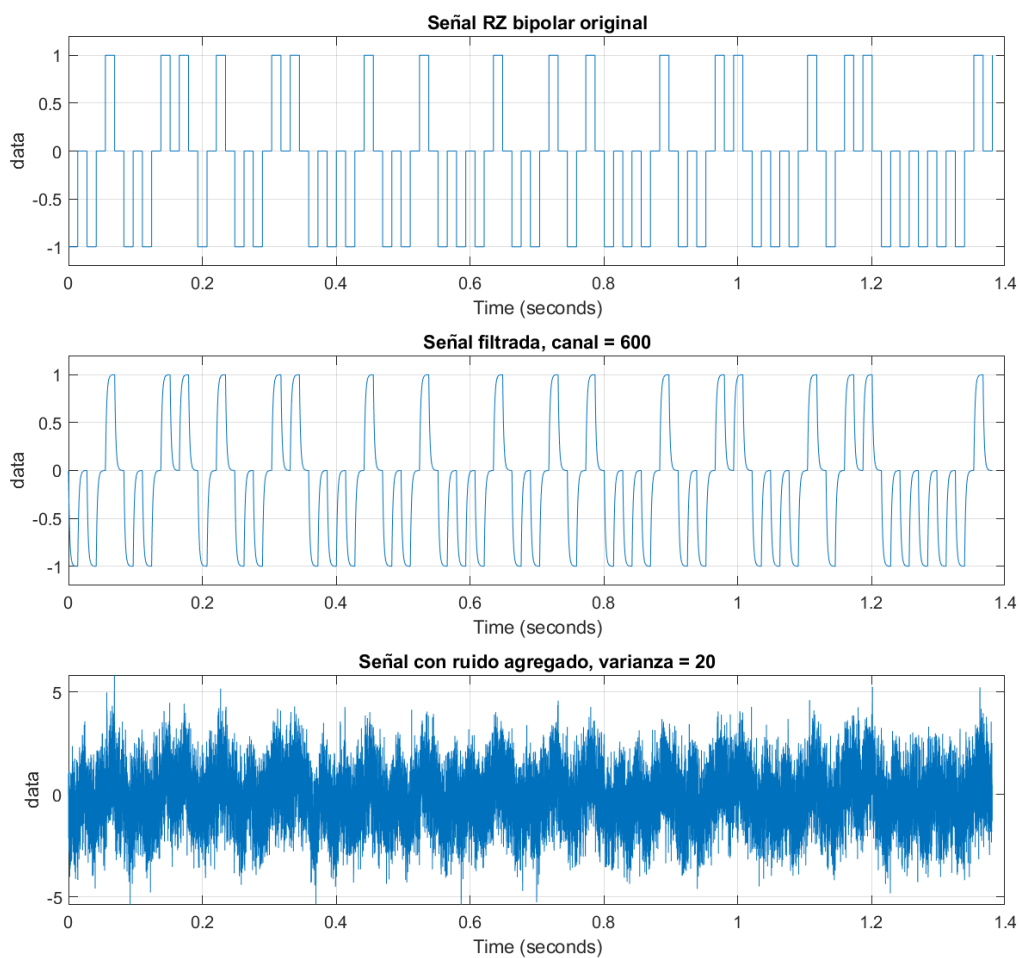 Señal RZ bipolar original
1
0.5
0
-0.5
-1
data
0 0.2 0.4 0.6 0.8 1 1.2 1.4
Time (seconds)
Señal filtrada, canal = 600
1
0.5
0
-0.5
-1
data
0 0.2 0.4 0.6 0.8 1 1.2 1.4
Time (seconds)
Señal con ruido agregado, varianza = 20
5
0
-5
data
0 0.2 0.4 0.6 0.8 1 1.2 1.4
Time (seconds)